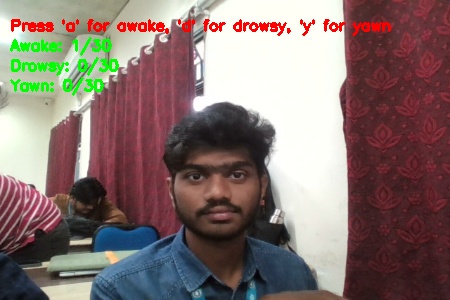 Press 'a' for awake, 'd' for drowsy, 'y' for yawn
Awake: 1/30
Drowsy: 0/30
Yawn: 0/30